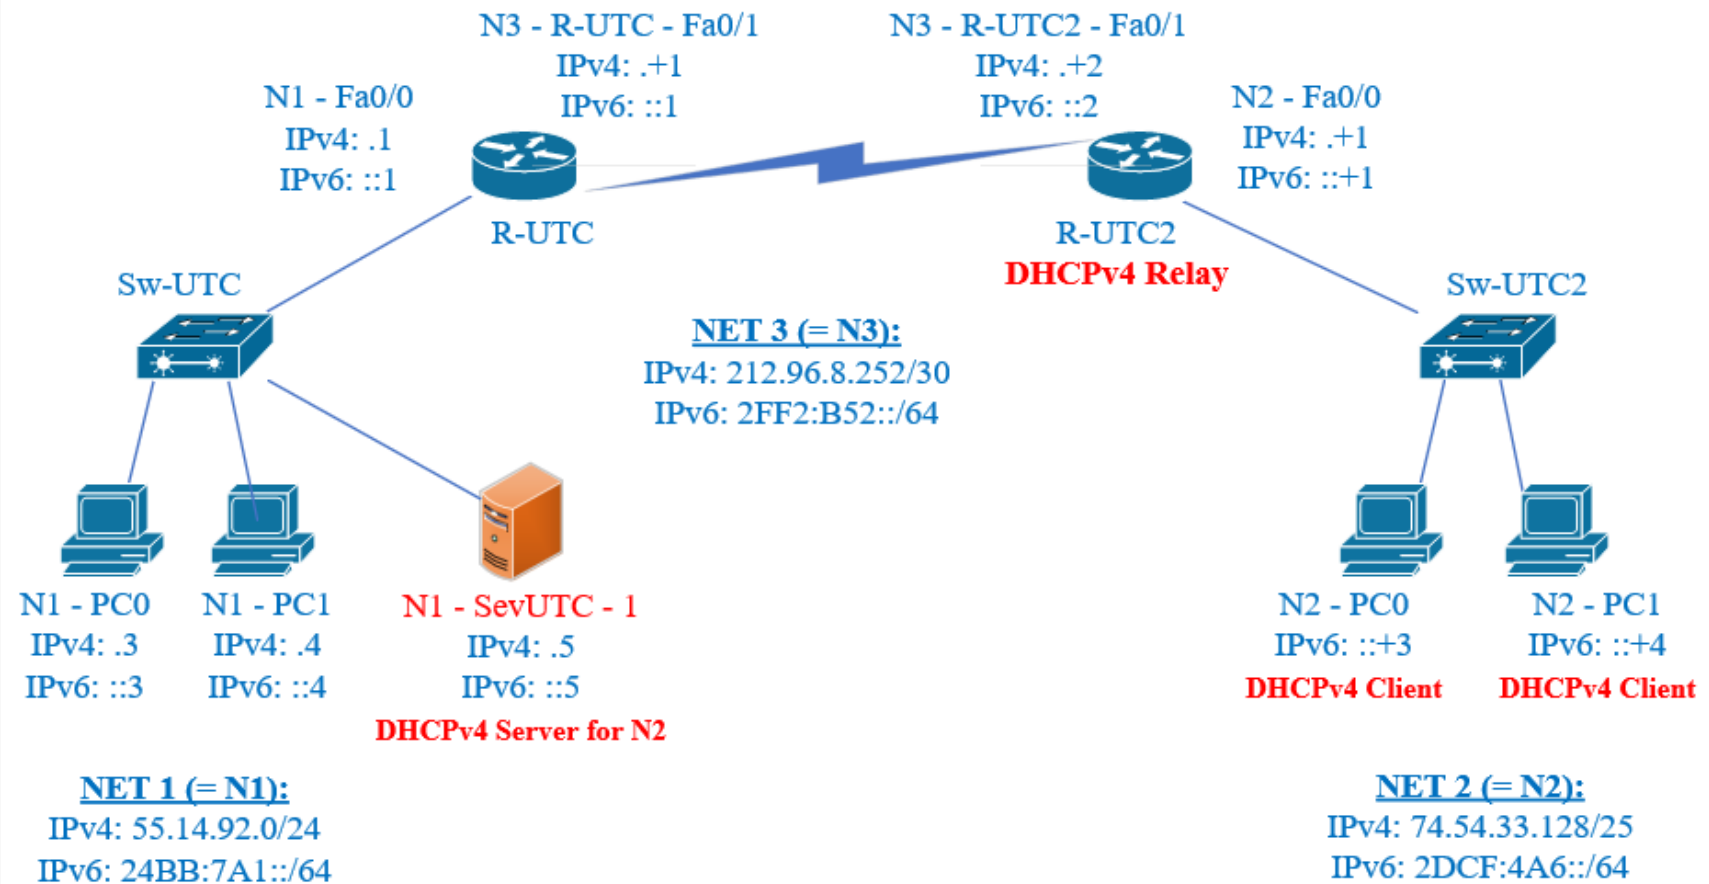 N3 - R-UTC - Fa0/1
IPv4: .+1
IPv6: ::1
N3 - R-UTC2 - Fa0/1
IPv4: .+2
IPv6: ::2
N1 - Fa0/0
IPv4: .1
IPv6: ::1
N2 - Fa0/0
IPv4: .+1
IPv6: ::+1
R-UTC
R-UTC2
DHCPv4 Relay
Sw-UTC
Sw-UTC2
NET 3 (= N3):
IPv4: 212.96.8.252/30
IPv6: 2FF2:B52::/64
N1 - PC0
IPv4: .3
IPv6: ::3
N1 - PC1
IPv4: .4
IPv6: ::4
N1 - SevUTC - 1
IPv4: .5
IPv6: ::5
DHCPv4 Server for N2
N2 - PC0
IPv6: ::+3
DHCPv4 Client
N2 - PC1
IPv6: ::+4
DHCPv4 Client
NET 1 (= N1):
IPv4: 55.14.92.0/24
IPv6: 24BB:7A1::/64
NET 2 (= N2):
IPv4: 74.54.33.128/25
IPv6: 2DCF:4A6::/64